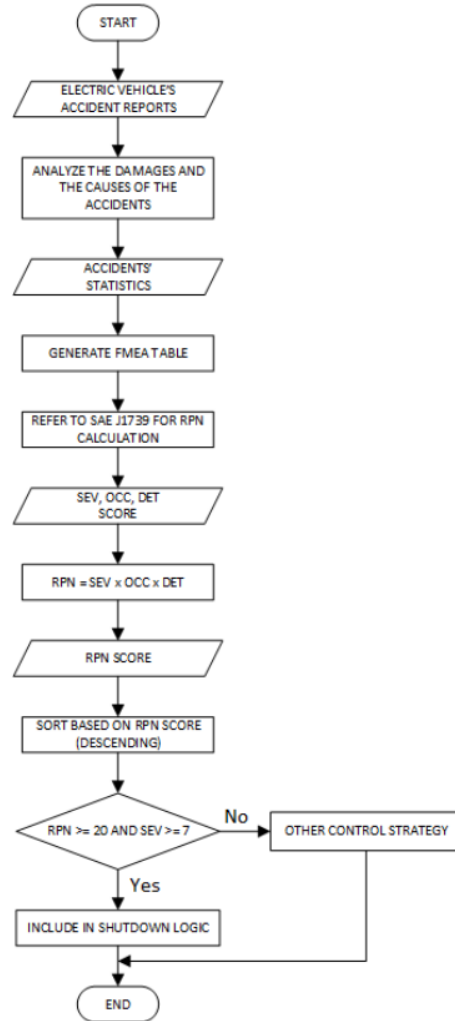 START
ELECTRIC VEHICLE'S
ACCIDENT REPORTS
ANALYZE THE DAMAGES AND
THE CAUSES OF THE
ACCIDENTS
ACCIDENTS'
STATISTICS
GENERATE FMEA TABLE
REFER TO SAE J1739 FOR RPN
CALCULATION
SEV, OCC, DET
SCORE
RPN = SEV x OCC x DET
RPN SCORE
SORT BASED ON RPN SCORE
(DESCENDING)
RPN >= 20 AND SEV >= 7
No
OTHER CONTROL STRATEGY
Yes
INCLUDE IN SHUTDOWN LOGIC
END